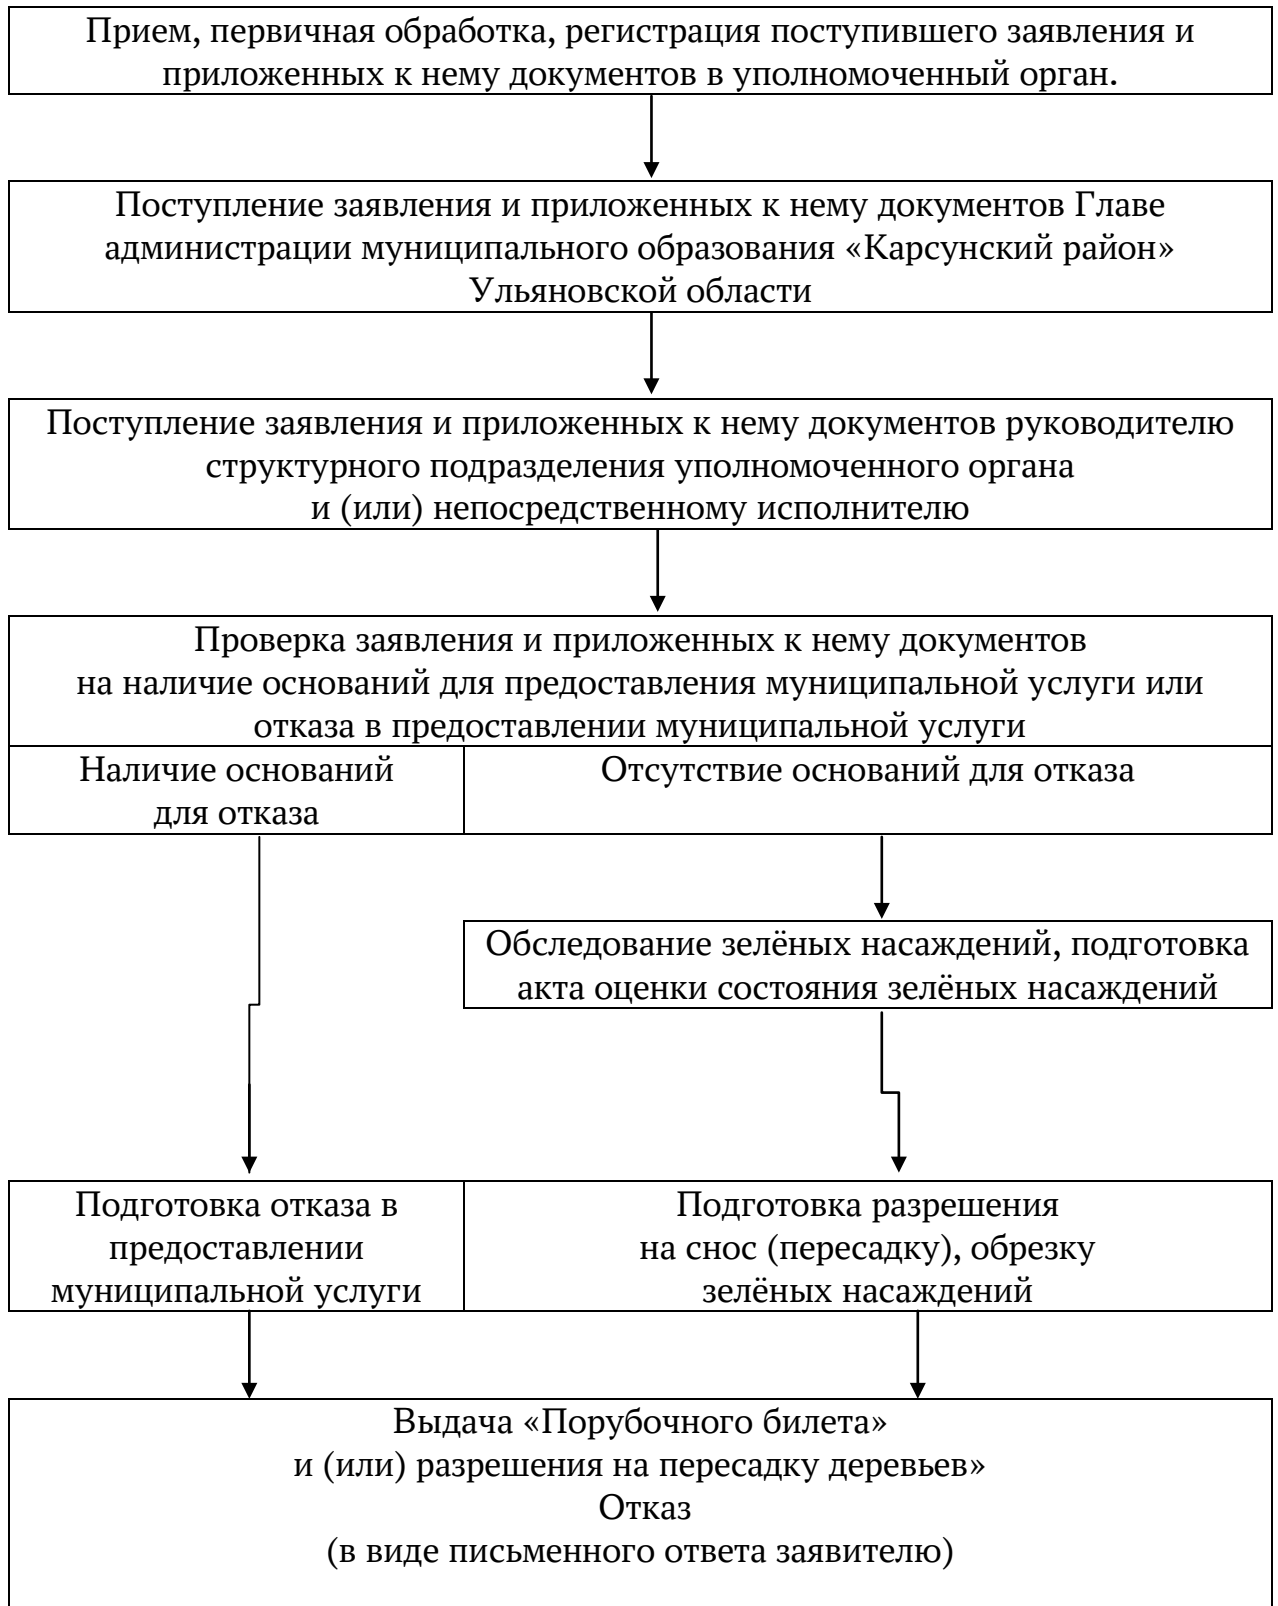 Прием, первичная обработка, регистрация поступившего заявления и
приложенных к нему документов в уполномоченный орган.
Поступление заявления и приложенных к нему документов Главе
администрации муниципального образования «Карсунский район»
Ульяновской области
Поступление заявления и приложенных к нему документов руководителю
структурного подразделения уполномоченного органа
и (или) непосредственному исполнителю
Проверка заявления и приложенных к нему документов
на наличие оснований для предоставления муниципальной услуги или
отказа в предоставлении муниципальной услуги
Наличие оснований
для отказа
Отсутствие оснований для отказа
Обследование зелёных насаждений, подготовка
акта оценки состояния зелёных насаждений
Подготовка отказа в
предоставлении
муниципальной услуги
Подготовка разрешения
на снос (пересадку), обрезку
зелёных насаждений
Выдача «Порубочного билета»
и (или) разрешения на пересадку деревьев»
Отказ
(в виде письменного ответа заявителю)